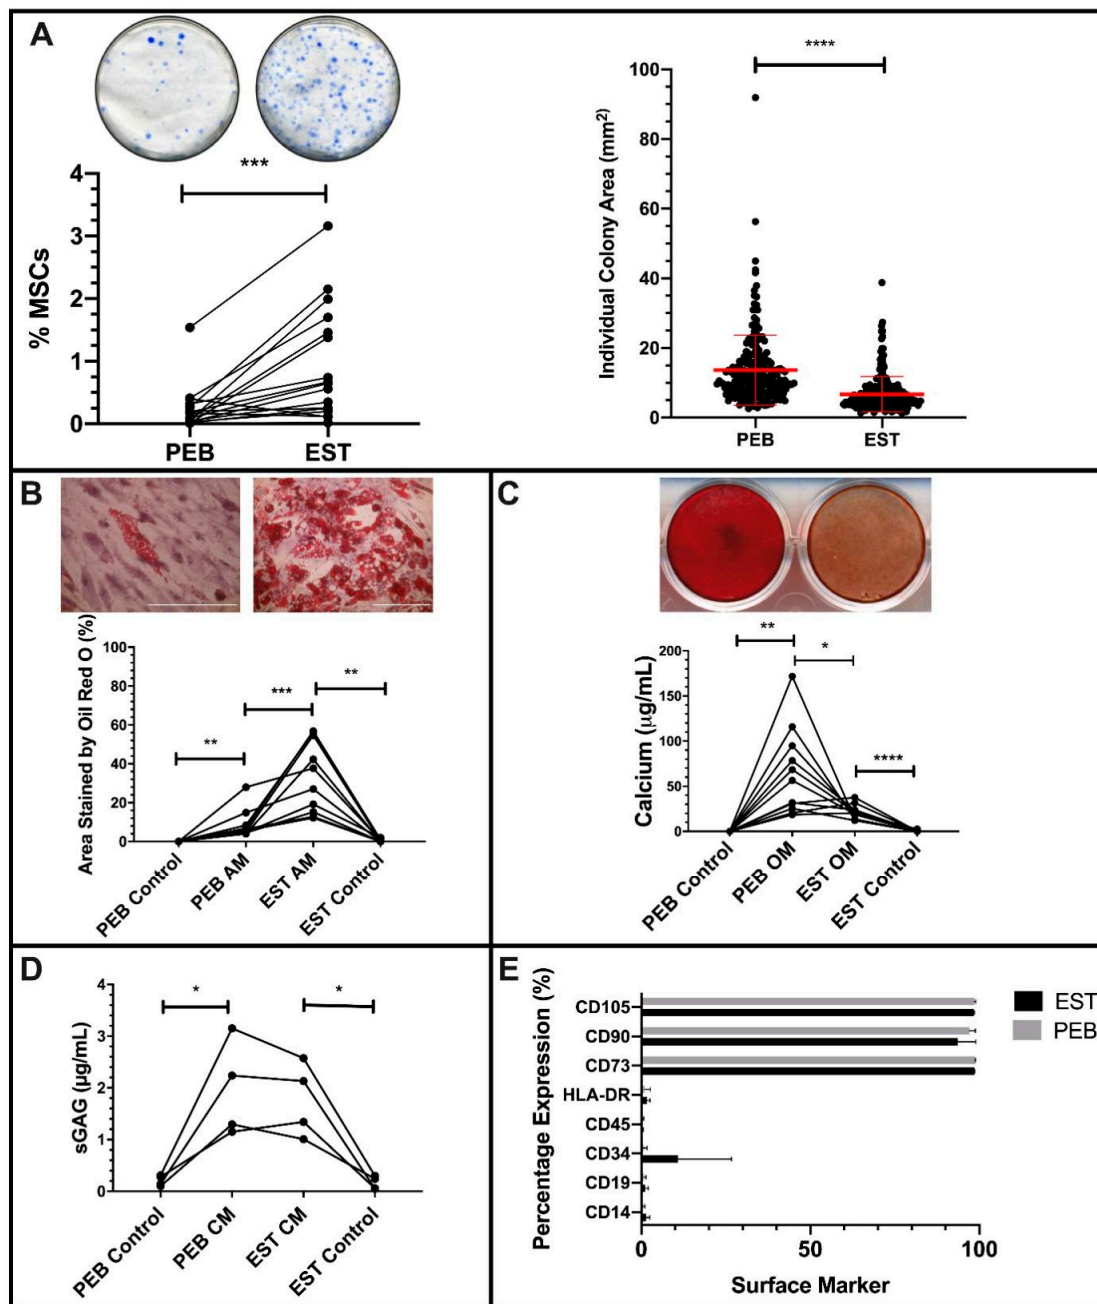 A
***
4
3
2
1
0
% MSCs
PEB
EST
****
100
80
60
40
20
0
Individual Colony Area (mm²)
PEB
EST
B
Area Stained by Oil Red O (%)
100
80
60
40
20
0
**
***
**
PEB Control
PEB AM
EST AM
EST Control
C
Calcium (µg/mL)
200
150
100
50
0
**
*
****
PEB Control
PEB OM
EST OM
EST Control
D
sGAG (µg/mL)
4
3
2
1
0
*
*
PEB Control
PEB CM
EST CM
EST Control
E
Percentage Expression (%)
CD105
CD90
CD73
HLA-DR
CD45
CD34
CD19
CD14
0
50
100
Surface Marker
EST
PEB